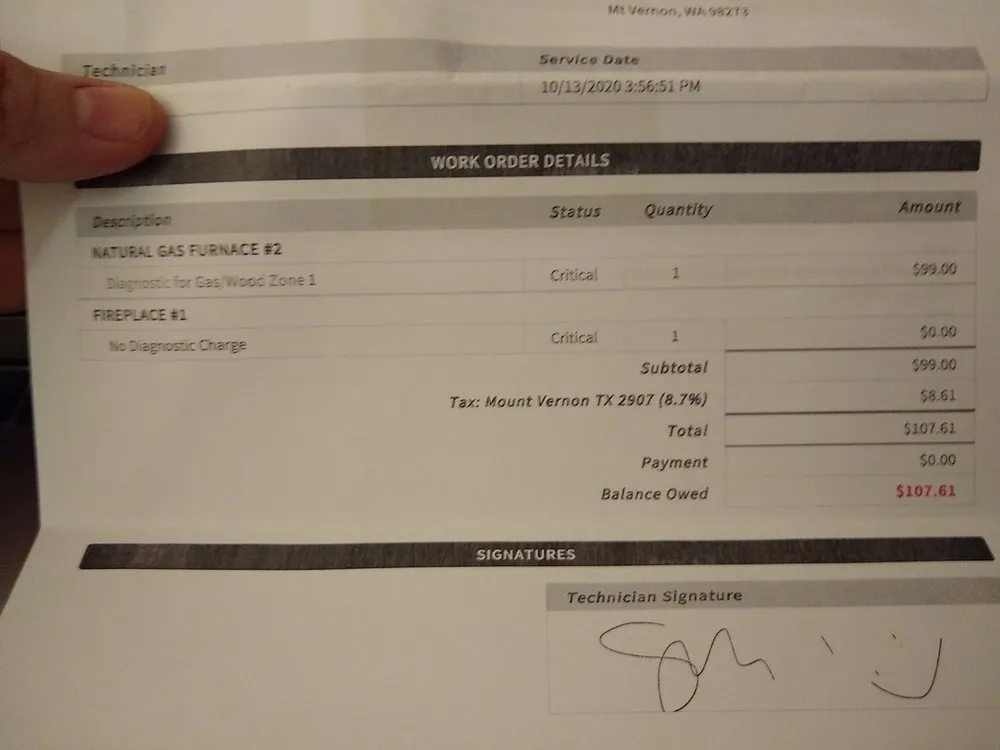 Mt Vernon, WA 98273
Technician Service Date
10/13/2020 3:56:51 PM
WORK ORDER DETAILS
Description Status Quantity Amount
NATURAL GAS FURNACE #2
Diagnostic for Gas/Wood Zone 1 Critical 1 $99.00
FIREPLACE #1
No Diagnostic Charge Critical 1 $0.00
Subtotal $99.00
Tax: Mount Vernon TX 2907 (8.7%) $8.61
Total $107.61
Payment $0.00
Balance Owed $107.61
SIGNATURES
Technician Signature